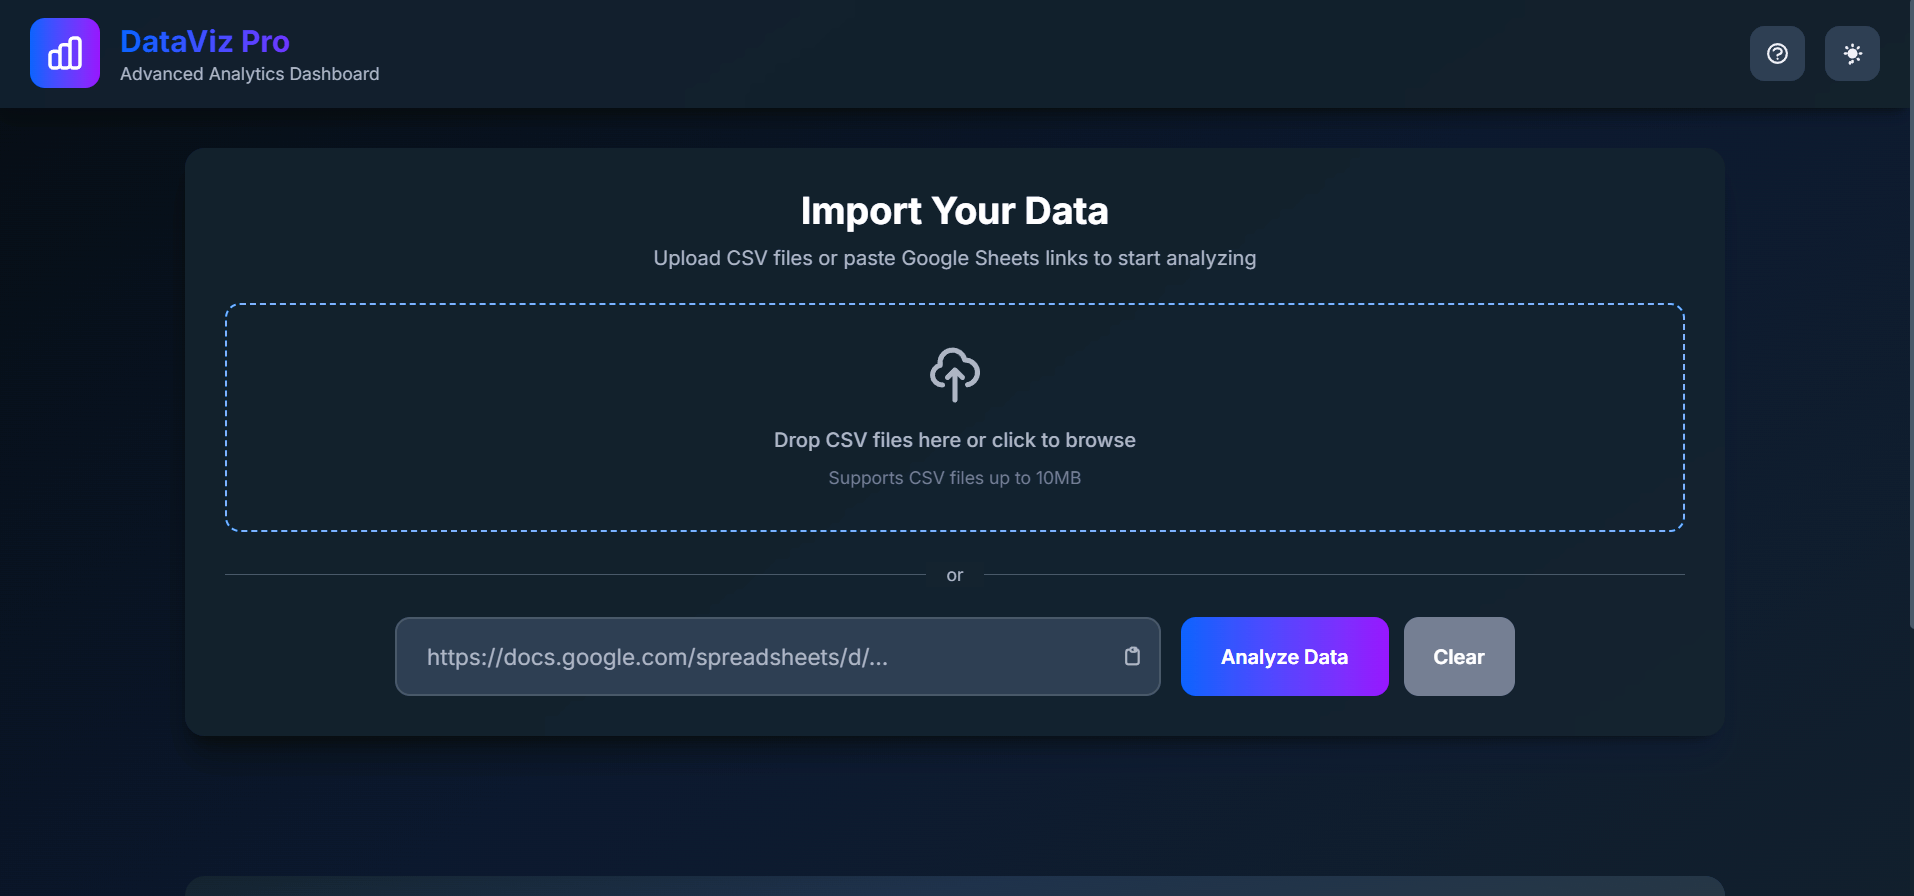 DataViz Pro
Advanced Analytics Dashboard
Import Your Data
Upload CSV files or paste Google Sheets links to start analyzing
Drop CSV files here or click to browse
Supports CSV files up to 10MB
or
https://docs.google.com/spreadsheets/d/...
Analyze Data
Clear